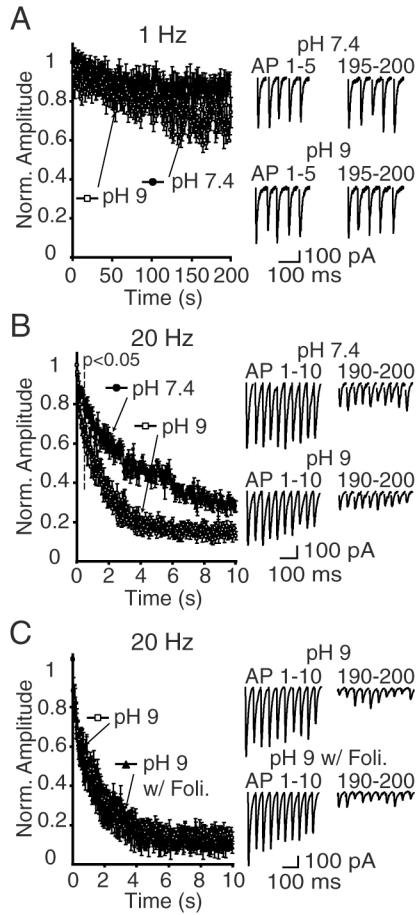 A
1 Hz
Norm. Amplitude
1
0.8
0.6
0.4
0.2
0
pH 9
pH 7.4
0 50 100 150 200
Time (s)
pH 7.4
AP 1-5 195-200
pH 9
AP 1-5 195-200
100 pA
100 ms
B
20 Hz
Norm. Amplitude
1
0.8
0.6
0.4
0.2
0
p<0.05
pH 7.4
pH 9
0 2 4 6 8 10
Time (s)
pH 7.4
AP 1-10 190-200
pH 9
AP 1-10 190-200
100 pA
100 ms
C
20 Hz
Norm. Amplitude
1
0.8
0.6
0.4
0.2
0
pH 9
pH 9
w/ Foli.
0 2 4 6 8 10
Time (s)
pH 9
AP 1-10 190-200
pH 9 w/ Foli.
AP 1-10 190-200
100 pA
100 ms